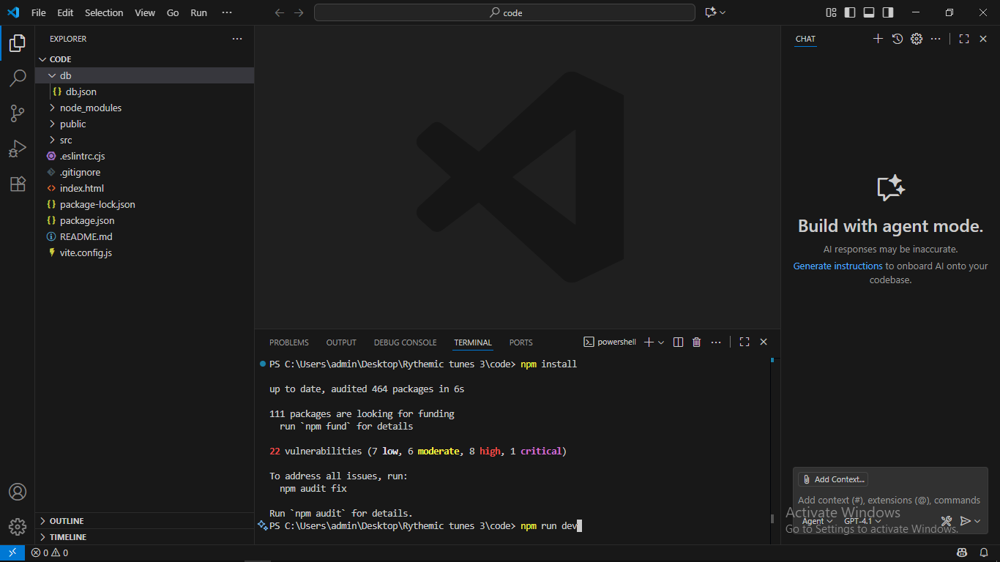 File Edit Selection View Go Run ···
code
EXPLORER
CODE
db
{} db.json
node_modules
public
src
.eslintrc.cjs
.gitignore
<> index.html
{} package-lock.json
{} package.json
README.md
vite.config.js
OUTLINE
TIMELINE
PROBLEMS OUTPUT DEBUG CONSOLE TERMINAL PORTS
powershell
PS C:\Users\admin\Desktop\Rythemic tunes 3\code> npm install
up to date, audited 464 packages in 6s
111 packages are looking for funding
run `npm fund` for details
22 vulnerabilities (7 low, 6 moderate, 8 high, 1 critical)
To address all issues, run:
npm audit fix
Run `npm audit` for details.
PS C:\Users\admin\Desktop\Rythemic tunes 3\code> npm run dev
CHAT
Build with agent mode.
AI responses may be inaccurate.
Generate instructions to onboard AI onto your
codebase.
Add Context...
Add context (#), extensions (@), commands
Activate Windows
Agent GPT-4.1
Go to Settings to activate Windows.
0 0